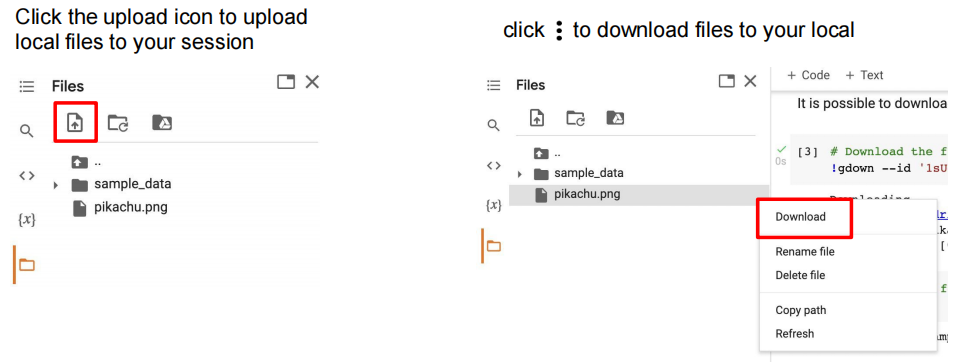 Click the upload icon to upload
local files to your session
Files
..
sample_data
pikachu.png
{x}
click ⋮ to download files to your local
Files
..
sample_data
pikachu.png
{x}
+ Code + Text
It is possible to downloa
[3] # Download the f
0s !gdown --id '1sU
Downloading
Download
Rename file
Delete file
Copy path
Refresh